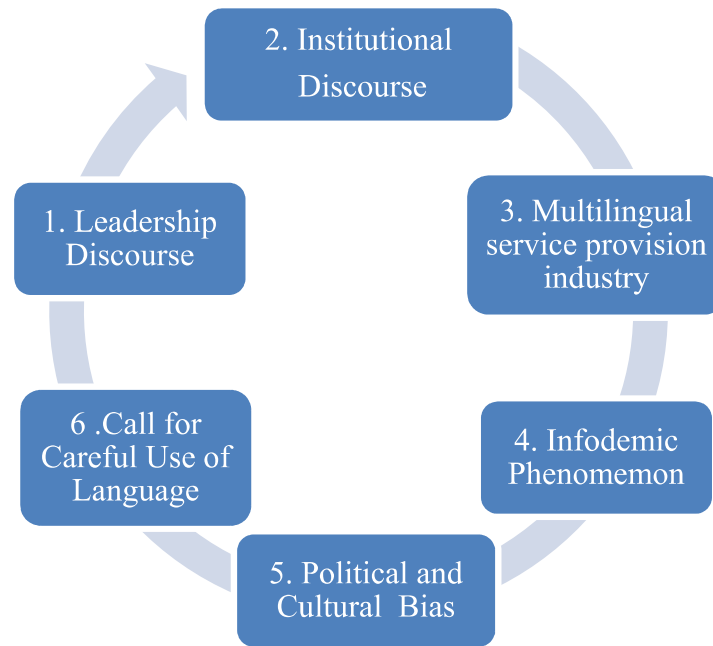 2. Institutional
Discourse
1. Leadership
Discourse
3. Multilingual
service provision
industry
6 .Call for
Careful Use of
Language
4. Infodemic
Phenomemon
5. Political and
Cultural Bias